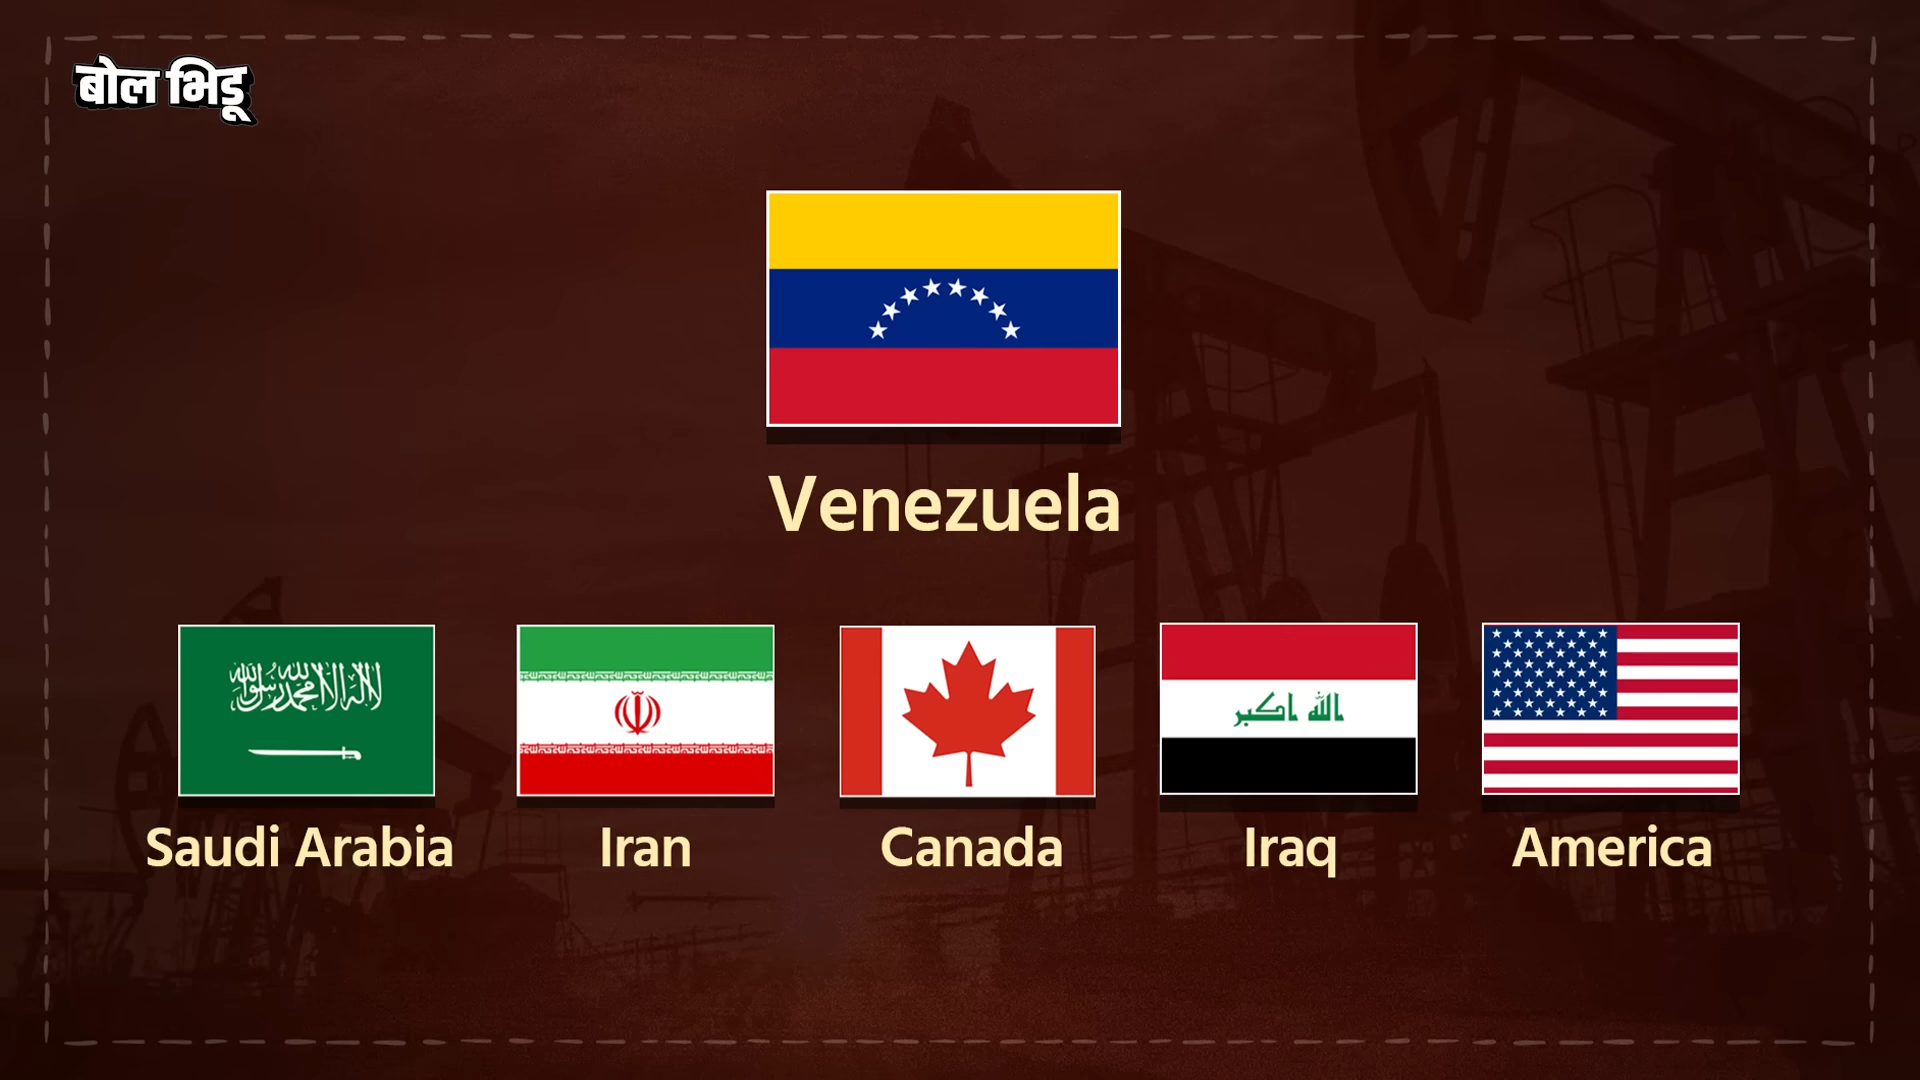 बोल भिडू
Venezuela
لا إله إلا الله محمد رسول الله
الله اكبر
Saudi Arabia
Iran
Canada
Iraq
America